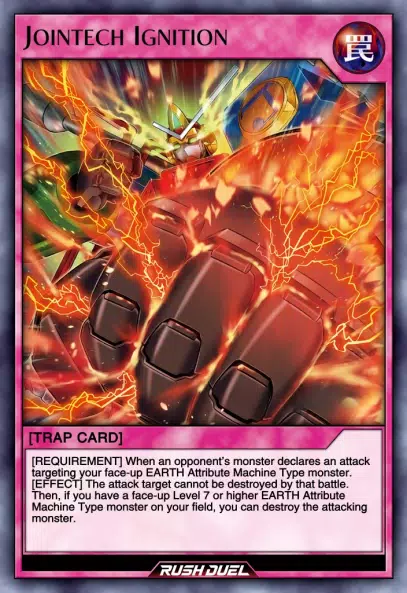 JOINTECH IGNITION
罠
[TRAP CARD]
[REQUIREMENT] When an opponent's monster declares an attack
targeting your face-up EARTH Attribute Machine Type monster.
[EFFECT] The attack target cannot be destroyed by that battle.
Then, if you have a face-up Level 7 or higher EARTH Attribute
Machine Type monster on your field, you can destroy the attacking
monster.
RUSH DUEL